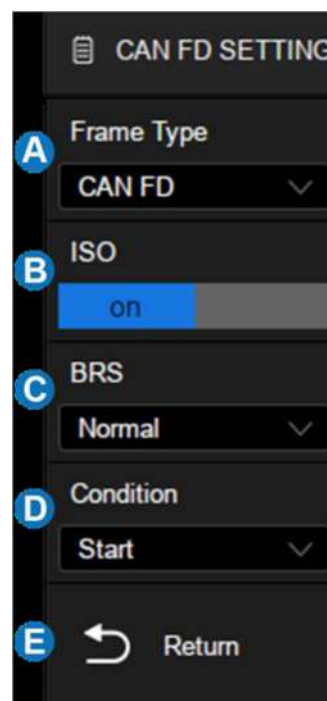 CAN FD SETTING
A
Frame Type
CAN FD
B
ISO
on
C
BRS
Normal
D
Condition
Start
E
Return